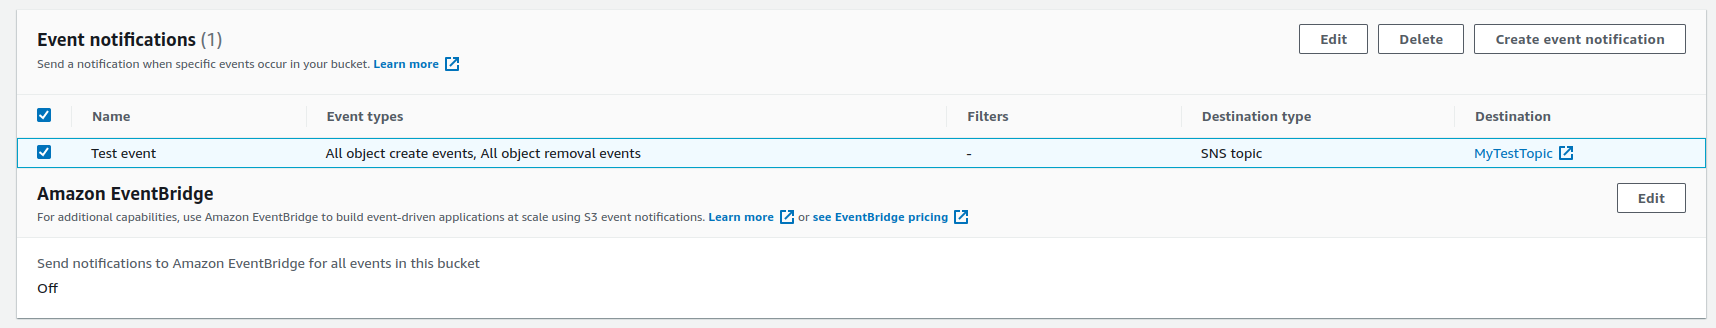 Event notifications (1)
Edit
Delete
Create event notification
Send a notification when specific events occur in your bucket. Learn more
Name
Event types
Filters
Destination type
Destination
Test event
All object create events, All object removal events
-
SNS topic
MyTestTopic
Amazon EventBridge
Edit
For additional capabilities, use Amazon EventBridge to build event-driven applications at scale using S3 event notifications. Learn more or see EventBridge pricing
Send notifications to Amazon EventBridge for all events in this bucket
Off